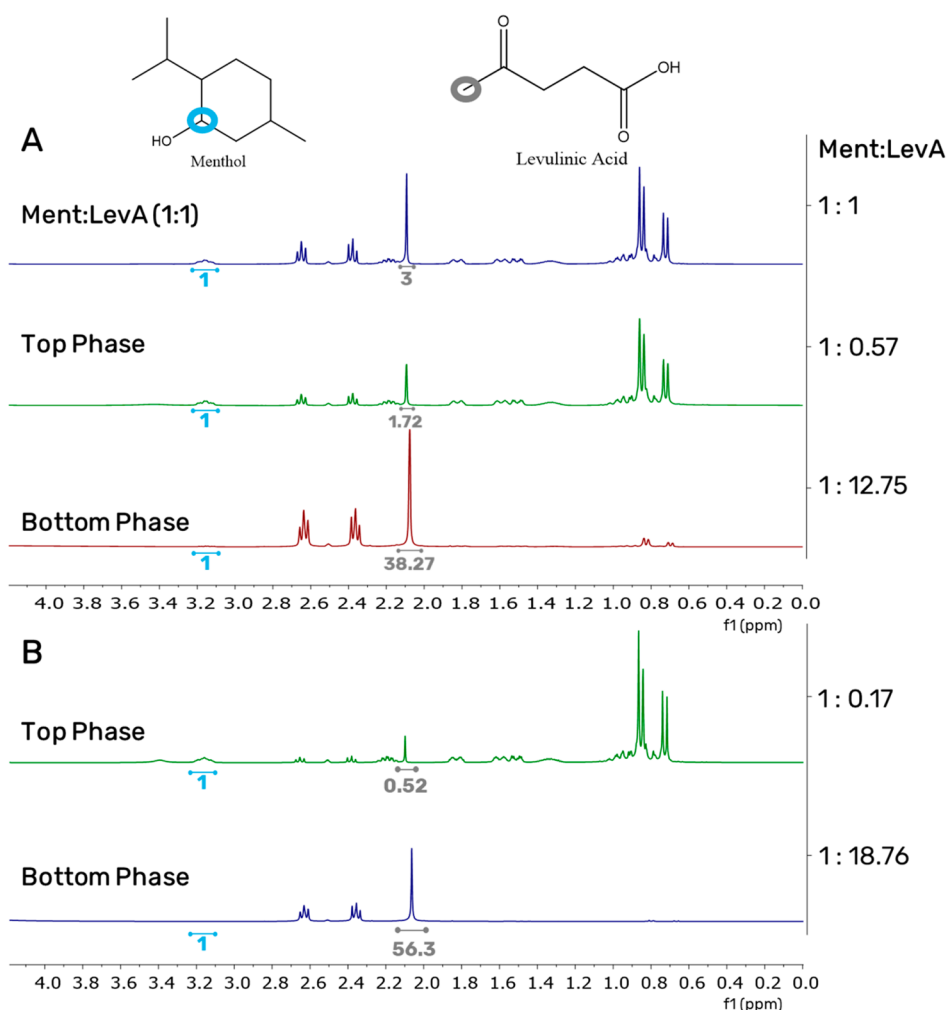 O
OH
HO
O
Menthol
Levulinic Acid
A
Ment:LevA
Ment:LevA (1:1)
1 : 1
1
3
Top Phase
1 : 0.57
1
1.72
Bottom Phase
1 : 12.75
1
38.27
4.0 3.8 3.6 3.4 3.2 3.0 2.8 2.6 2.4 2.2 2.0 1.8 1.6 1.4 1.2 1.0 0.8 0.6 0.4 0.2 0.0
f1 (ppm)
B
Top Phase
1 : 0.17
1
0.52
Bottom Phase
1 : 18.76
1
56.3
4.0 3.8 3.6 3.4 3.2 3.0 2.8 2.6 2.4 2.2 2.0 1.8 1.6 1.4 1.2 1.0 0.8 0.6 0.4 0.2 0.0
f1 (ppm)